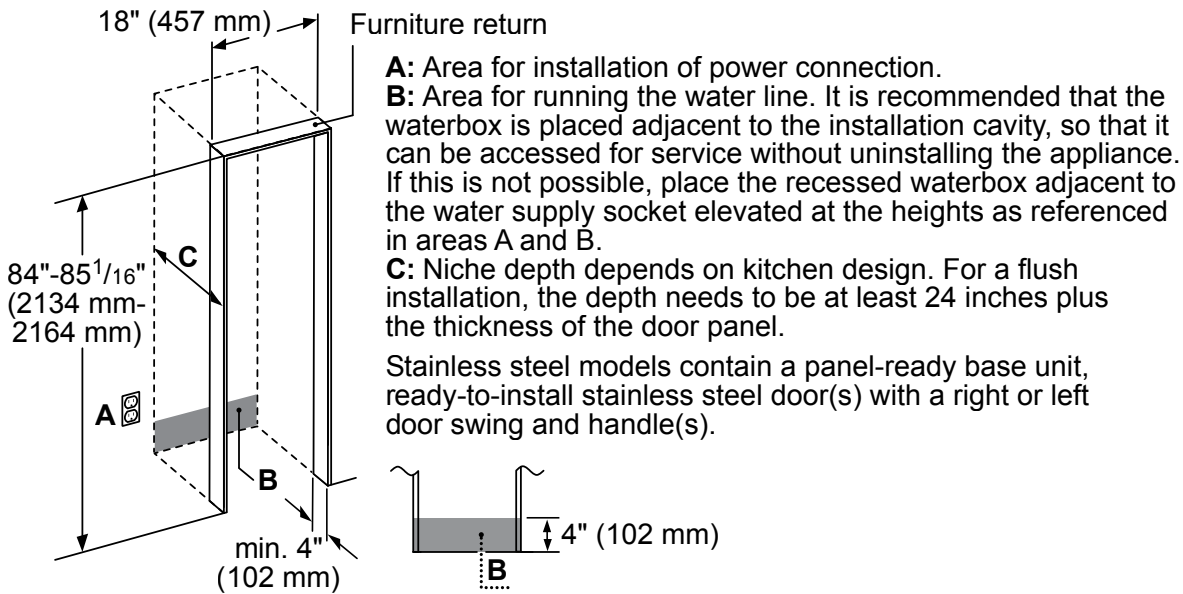 18" (457 mm)
Furniture return
A: Area for installation of power connection.
B: Area for running the water line. It is recommended that the
waterbox is placed adjacent to the installation cavity, so that it
can be accessed for service without uninstalling the appliance.
If this is not possible, place the recessed waterbox adjacent to
the water supply socket elevated at the heights as referenced
in areas A and B.
C: Niche depth depends on kitchen design. For a flush
installation, the depth needs to be at least 24 inches plus
the thickness of the door panel.
Stainless steel models contain a panel-ready base unit,
ready-to-install stainless steel door(s) with a right or left
door swing and handle(s).
C
84"-85 1/16"
(2134 mm-
2164 mm)
A
B
min. 4"
(102 mm)
4" (102 mm)
B